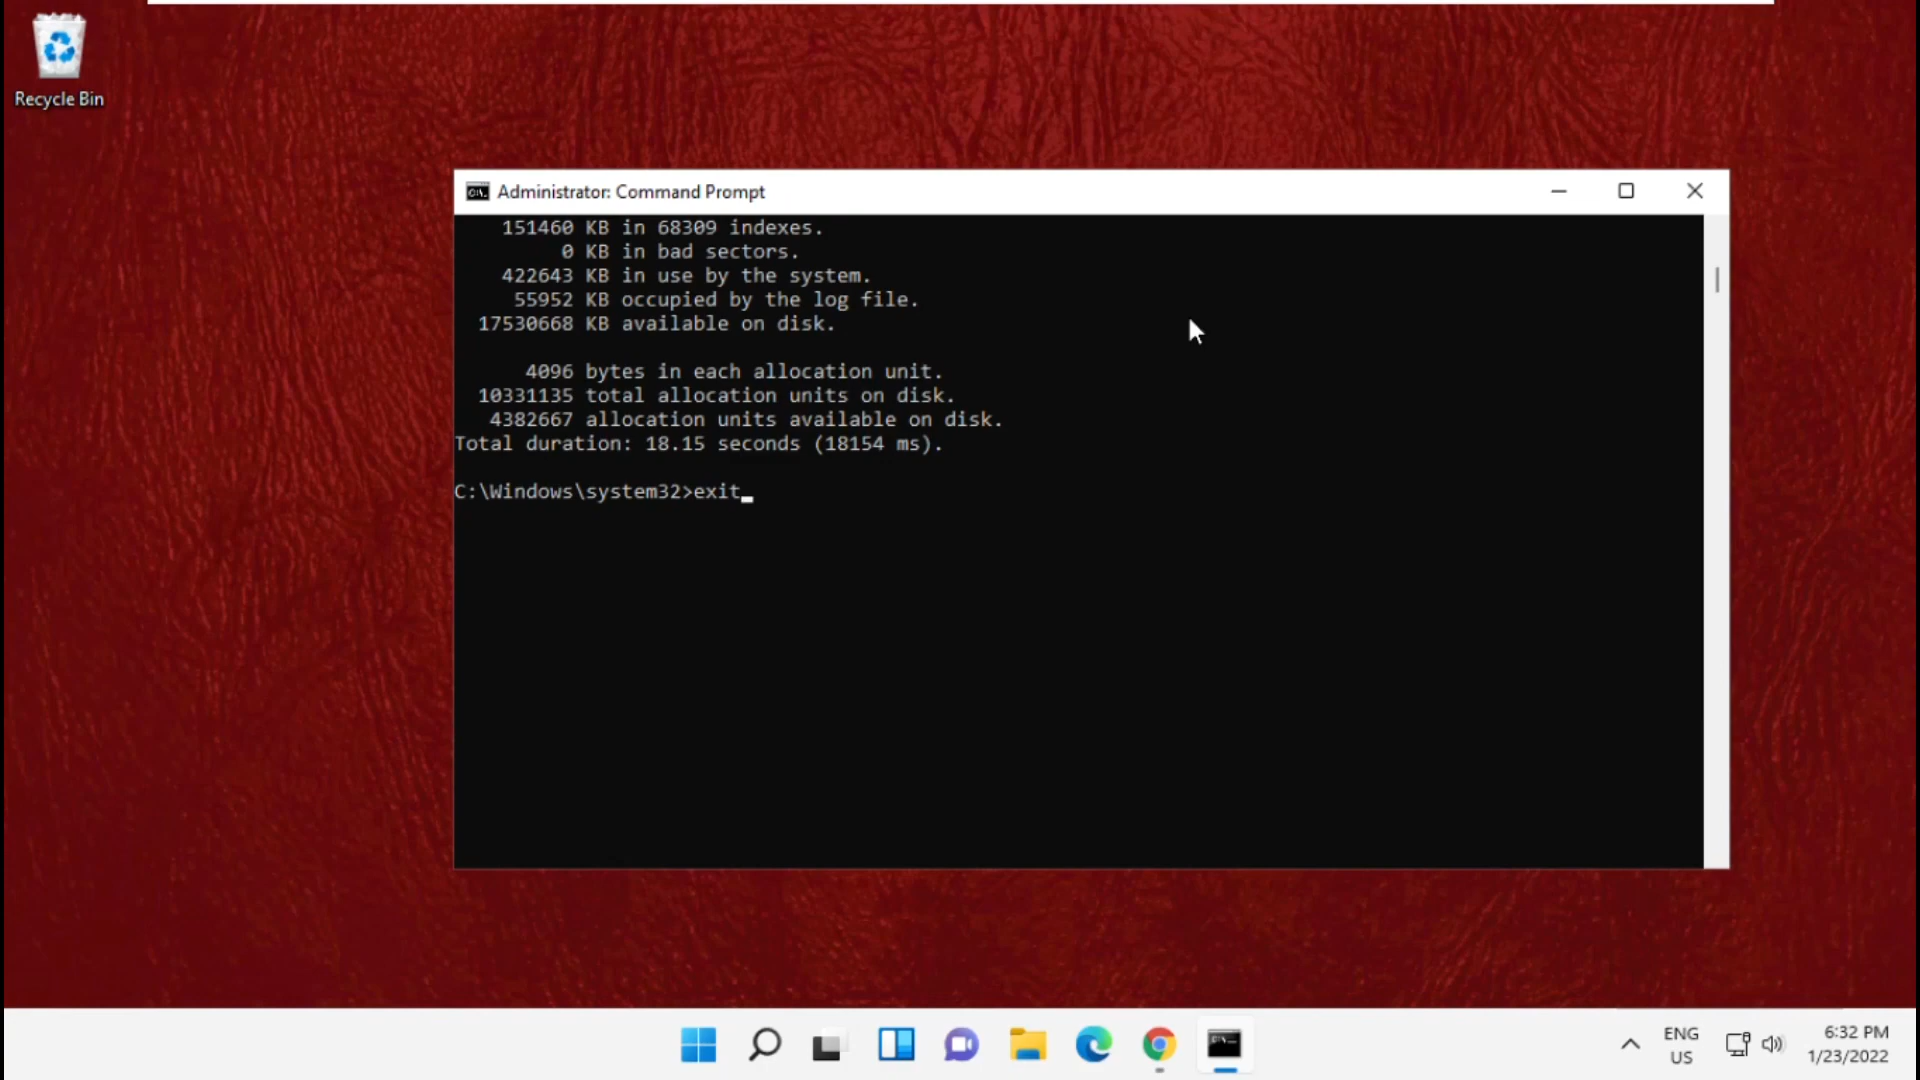 Recycle Bin
Administrator: Command Prompt
151460 KB in 68309 indexes.
0 KB in bad sectors.
422643 KB in use by the system.
55952 KB occupied by the log file.
17530668 KB available on disk.
4096 bytes in each allocation unit.
10331135 total allocation units on disk.
4382667 allocation units available on disk.
Total duration: 18.15 seconds (18154 ms).
C:\Windows\system32>exit_
ENG
US
6:32 PM
1/23/2022